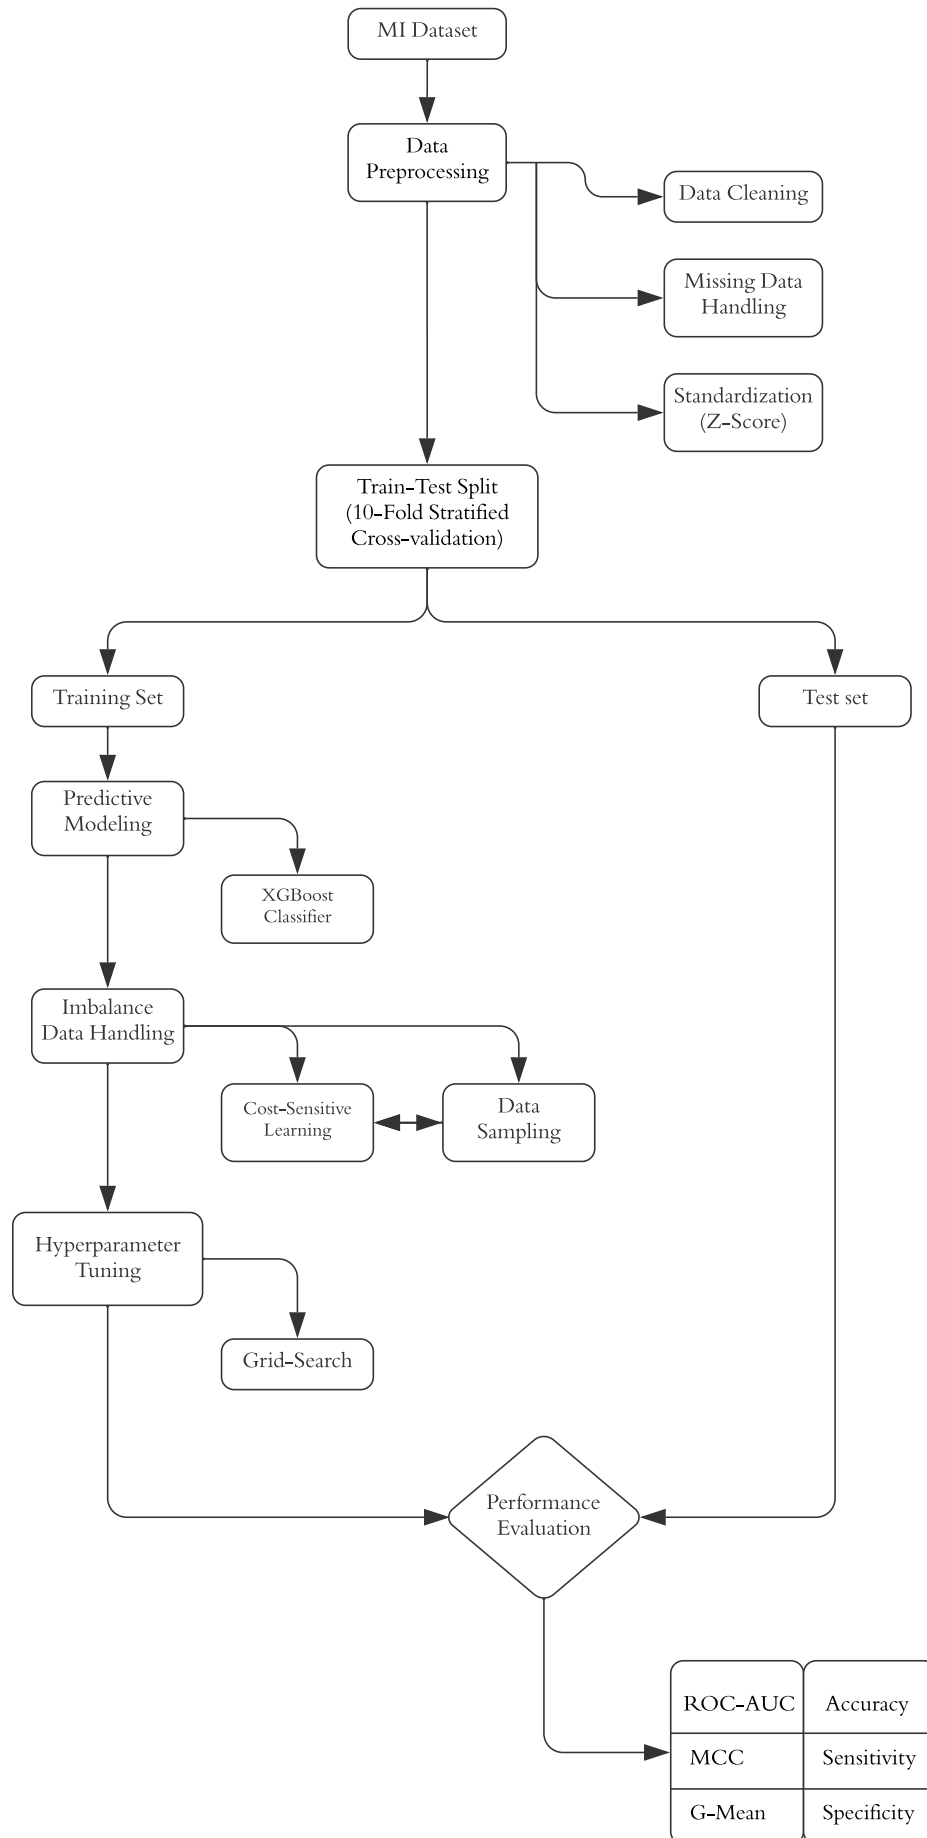 MI Dataset
Data
Preprocessing
Data Cleaning
Missing Data
Handling
Standardization
(Z-Score)
Train-Test Split
(10-Fold Stratified
Cross-validation)
Training Set
Test set
Predictive
Modeling
XGBoost
Classifier
Imbalance
Data Handling
Cost-Sensitive
Learning
Data
Sampling
Hyperparameter
Tuning
Grid-Search
Performance
Evaluation
ROC-AUC Accuracy
MCC Sensitivity
G-Mean Specificity